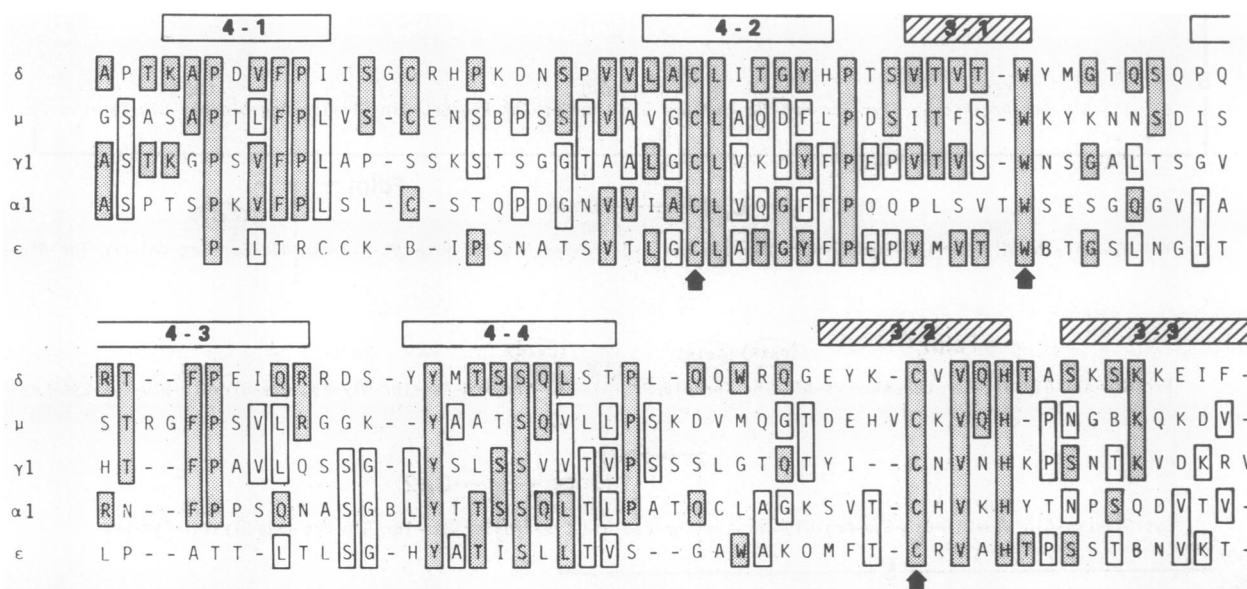 4-1 4-2 3-1
δ A P T K A P D V F P I I S G C R H P K D N S P V V L A C L I T G Y H P T S V T V T - W Y M G T Q S Q P Q
μ G S A S A P T L F P L V S - C E N S B P S S T V A V G C L A Q D F L P D S I T F S - W K Y K N N S D I S
γ1 A S T K G P S V F P L A P - S S K S T S G G T A A L G C L V K D Y F P E P V T V S - W N S G A L T S G V
α1 A S P T S P K V F P L S L - C - S T Q P D G N V V I A C L V Q G F F P Q Q P L S V T W S E S G Q G V T A
ε P - L T R C C K - B - I P S N A T S V T L G C L A T G Y F P E P V M V T - W B T G S L N G T T
4-3 4-4 3-2 3-3
δ R T - - F P E I Q R R D S - Y Y M T S S Q L S T P L - Q Q W R Q G E Y K - C V V Q H T A S K S K K E I F -
μ S T R G F P S V L R G G K - - Y A A T S Q V L L P S K D V M Q G T D E H V C K V Q H - P N G B K Q K D V -
γ1 H T - - F P A V L Q S S G - L Y S L S S V V T V P S S S L G T Q T Y I - - C N V N H K P S N T K V D K R V
α1 R N - - F P P S Q N A S G B L Y T T S S Q L T L P A T Q C L A G K S V T - C H V K H Y T N P S Q D V T V -
ε L P - - A T T - L T L S G - H Y A T I S L L T V S - - G A W A K O M F T - C R V A H T P S S T B N V K T -